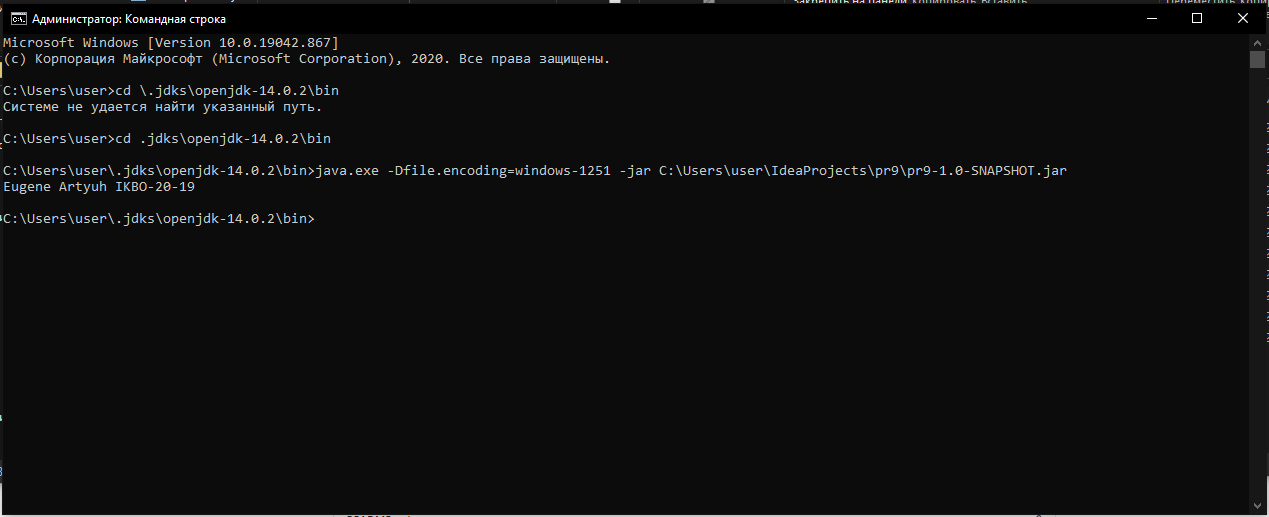 Администратор: Командная строка
Microsoft Windows [Version 10.0.19042.867]
(c) Корпорация Майкрософт (Microsoft Corporation), 2020. Все права защищены.
C:\Users\user>cd \.jdks\openjdk-14.0.2\bin
Системе не удается найти указанный путь.
C:\Users\user>cd .jdks\openjdk-14.0.2\bin
C:\Users\user\.jdks\openjdk-14.0.2\bin>java.exe -Dfile.encoding=windows-1251 -jar C:\Users\user\IdeaProjects\pr9\pr9-1.0-SNAPSHOT.jar
Eugene Artyuh IKBO-20-19
C:\Users\user\.jdks\openjdk-14.0.2\bin>